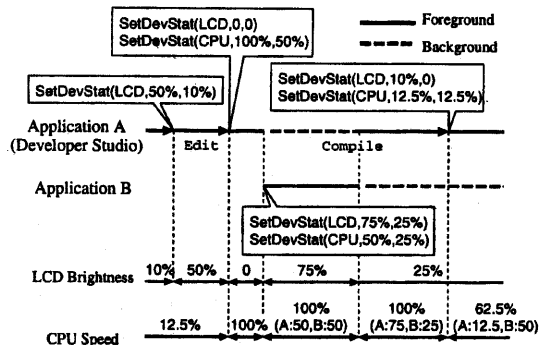 Foreground
Background
SetDevStat(LCD,0,0)
SetDevStat(CPU,100%,50%)
SetDevStat(LCD,50%,10%)
SetDevStat(LCD,10%,0)
SetDevStat(CPU,12.5%,12.5%)
Application A
(Developer Studio)
Edit
Compile
Application B
SetDevStat(LCD,75%,25%)
SetDevStat(CPU,50%,25%)
LCD Brightness
10%
50%
0
75%
25%
CPU Speed
12.5%
100%
100%
(A:50,B:50)
100%
(A:75,B:25)
62.5%
(A:12.5,B:50)